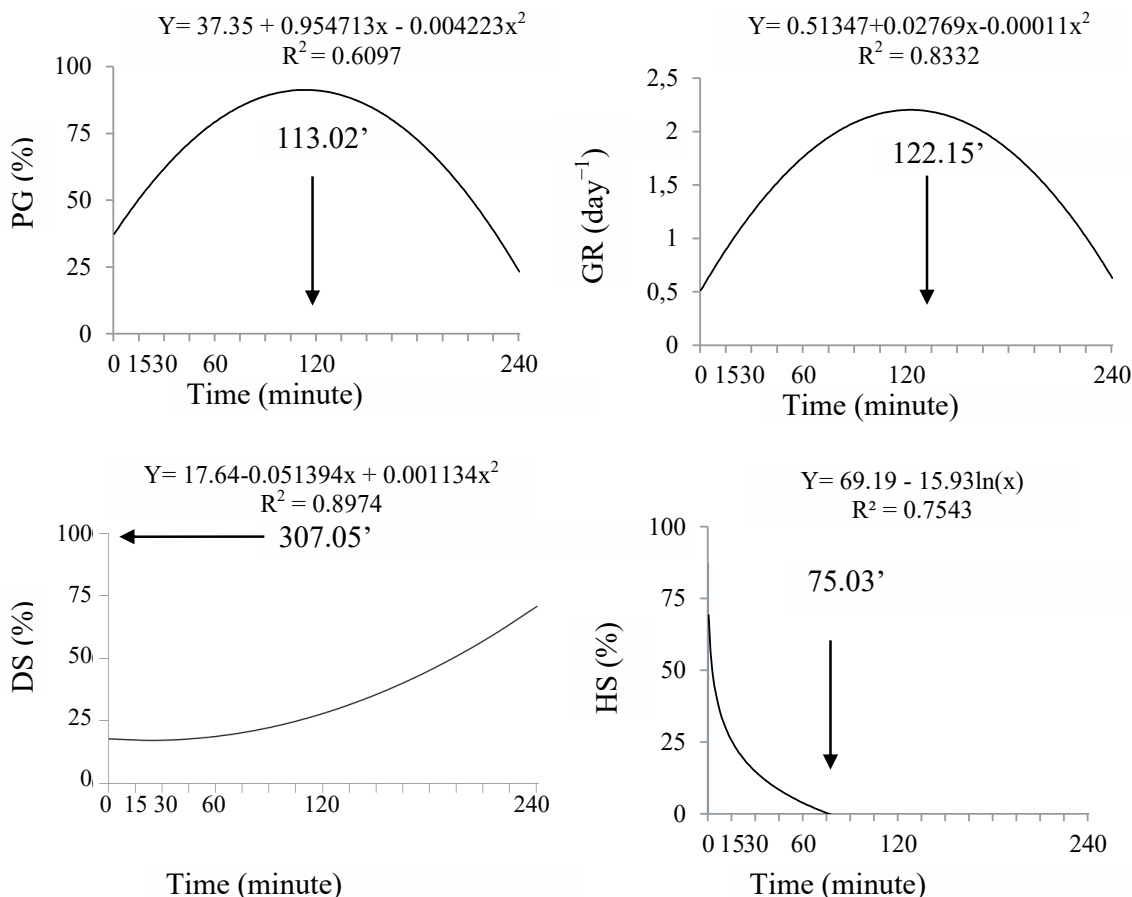 Y= 37.35 + 0.954713x - 0.004223x²
R² = 0.6097
PG (%)
100
75
50
25
0
113.02’
0 1530 60 120 240
Time (minute)
Y= 0.51347+0.02769x-0.00011x²
R² = 0.8332
GR (day⁻¹)
2,5
2
1,5
1
0,5
0
122.15’
0 1530 60 120 240
Time (minute)
Y= 17.64-0.051394x + 0.001134x²
R² = 0.8974
DS (%)
100
75
50
25
0
307.05’
0 15 30 60 120 240
Time (minute)
Y= 69.19 - 15.93ln(x)
R² = 0.7543
HS (%)
100
75
50
25
0
75.03’
0 1530 60 120 240
Time (minute)